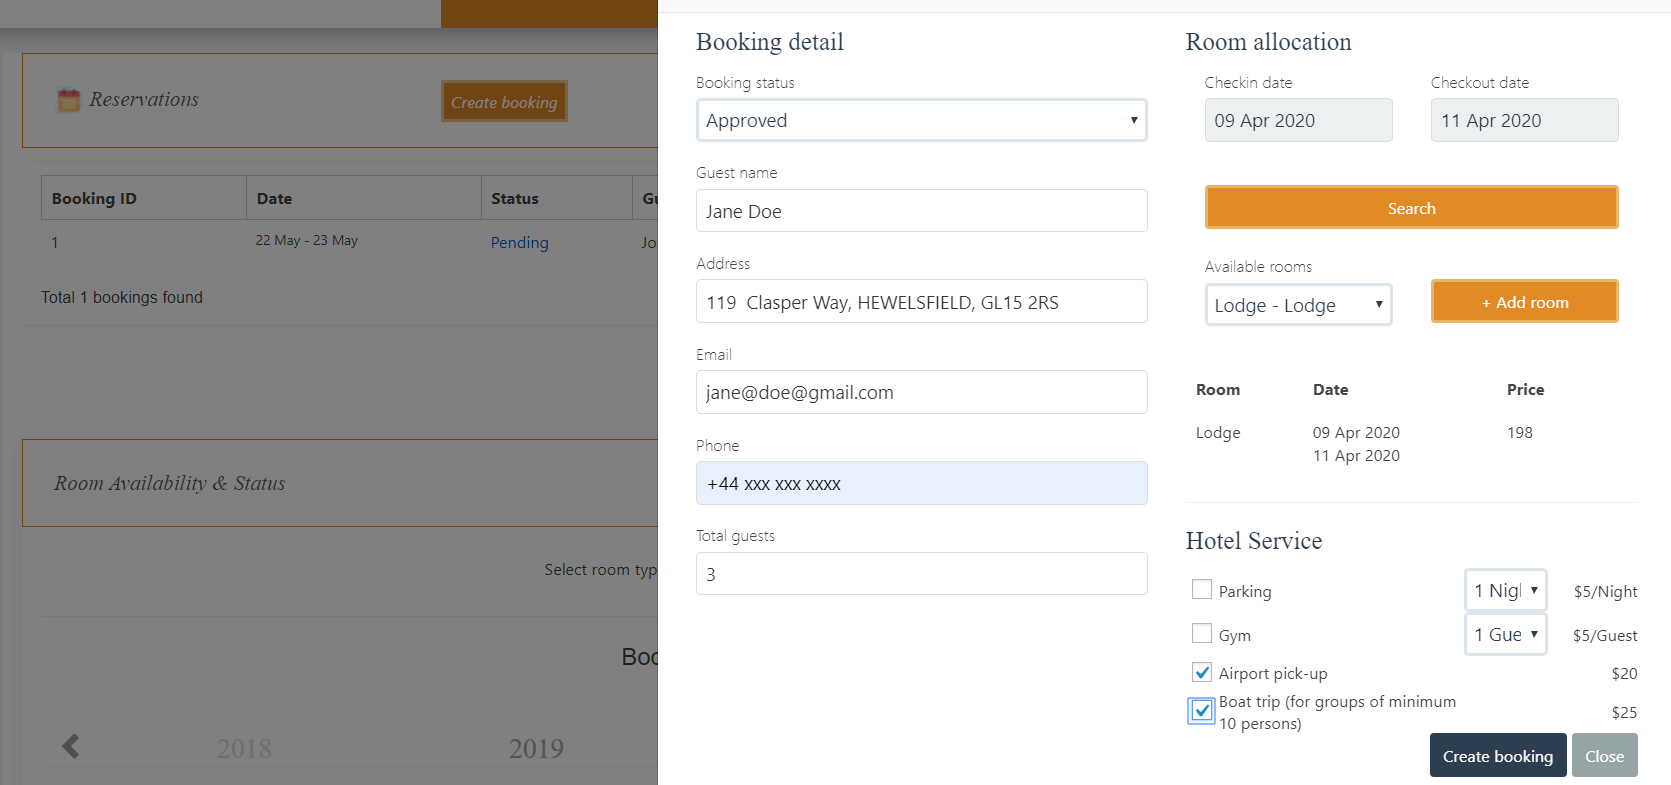 Reservations
Create booking
Booking ID
Date
Status
Gu
1
22 May - 23 May
Pending
Jo
Total 1 bookings found
Room Availability & Status
Select room typ
Boo
2018
2019
Booking detail
Booking status
Approved
Guest name
Jane Doe
Address
119 Clasper Way, HEWELSFIELD, GL15 2RS
Email
jane@doe@gmail.com
Phone
+44 xxx xxx xxxx
Total guests
3
Room allocation
Checkin date
Checkout date
09 Apr 2020
11 Apr 2020
Search
Available rooms
Lodge - Lodge
+ Add room
Room
Date
Price
Lodge
09 Apr 2020
198
11 Apr 2020
Hotel Service
Parking
1 Nigl
$5/Night
Gym
1 Gue
$5/Guest
Airport pick-up
$20
Boat trip (for groups of minimum
10 persons)
$25
Create booking
Close